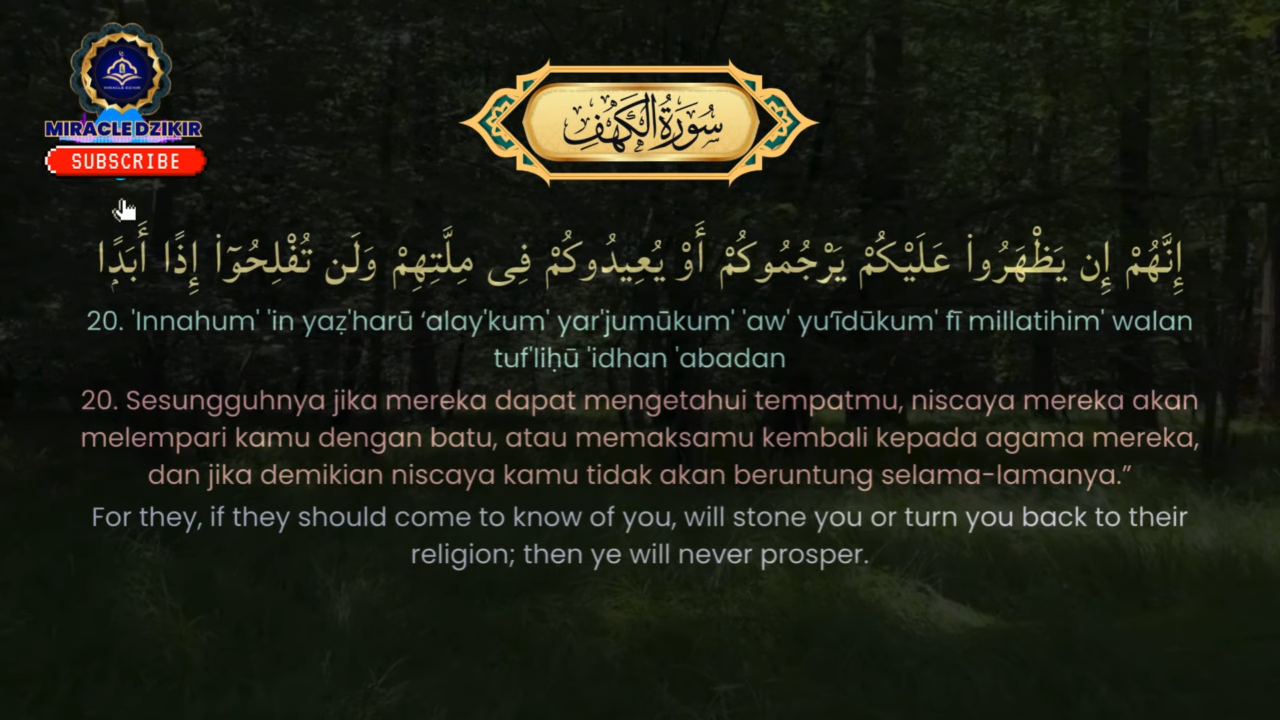 MIRACLE DZIKIR
MIRACLE DZIKIR
SUBSCRIBE
سُورَةُ الْكَهْفِ
إِنَّهُمْ إِن يَظْهَرُوا۟ عَلَيْكُمْ يَرْجُمُوكُمْ أَوْ يُعِيدُوكُمْ فِى مِلَّتِهِمْ وَلَن تُفْلِحُوٓا۟ إِذًا أَبَدًۭا
20. 'Innahum' 'in yaẓ'harū ‘alay'kum' yar'jumūkum' 'aw' yu‘īdūkum' fī millatihim' walan
tuf'liḥū 'idhan 'abadan
20. Sesungguhnya jika mereka dapat mengetahui tempatmu, niscaya mereka akan
melempari kamu dengan batu, atau memaksamu kembali kepada agama mereka,
dan jika demikian niscaya kamu tidak akan beruntung selama-lamanya.”
For they, if they should come to know of you, will stone you or turn you back to their
religion; then ye will never prosper.